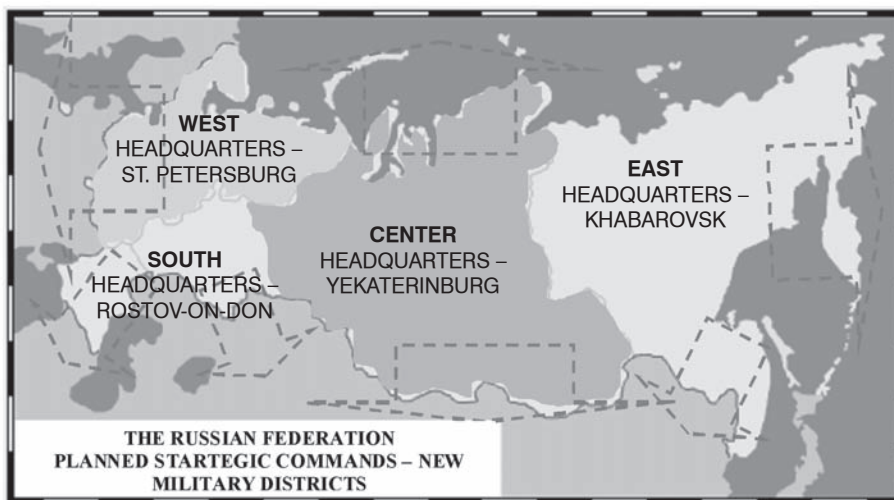 WEST
HEADQUARTERS –
ST. PETERSBURG
EAST
HEADQUARTERS –
KHABAROVSK
CENTER
HEADQUARTERS –
YEKATERINBURG
SOUTH
HEADQUARTERS –
ROSTOV-ON-DON
THE RUSSIAN FEDERATION
PLANNED STARTEGIC COMMANDS – NEW
MILITARY DISTRICTS